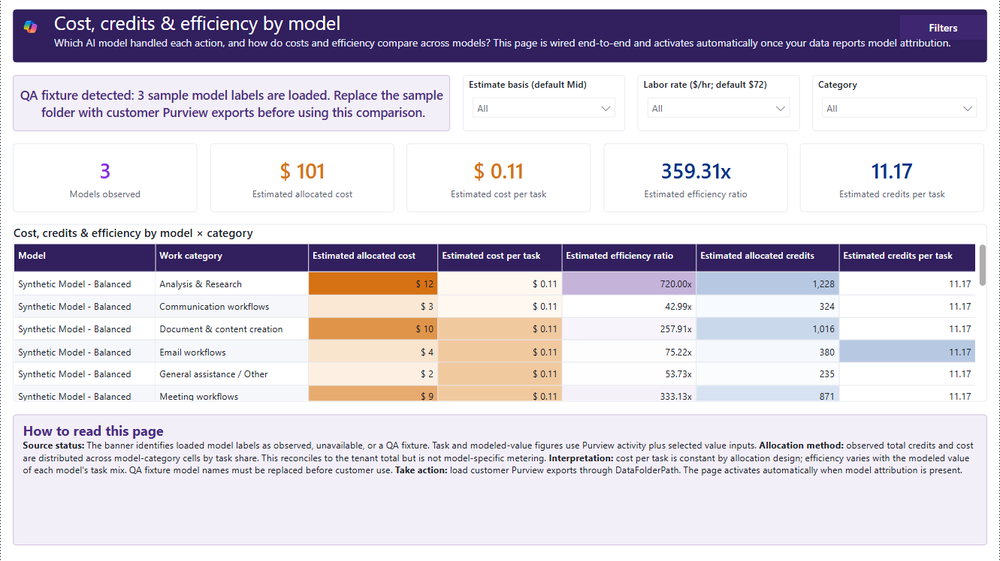 Cost, credits & efficiency by model
Which AI model handled each action, and how do costs and efficiency compare across models? This page is wired end-to-end and activates automatically once your data reports model attribution.
Filters
QA fixture detected: 3 sample model labels are loaded. Replace the sample
folder with customer Purview exports before using this comparison.
Estimate basis (default Mid)
All
Labor rate ($/hr; default $72)
All
Category
All
3
Models observed
$ 101
Estimated allocated cost
$ 0.11
Estimated cost per task
359.31x
Estimated efficiency ratio
11.17
Estimated credits per task
Cost, credits & efficiency by model × category
Model Work category Estimated allocated cost Estimated cost per task Estimated efficiency ratio Estimated allocated credits Estimated credits per task
Synthetic Model - Balanced Analysis & Research $ 12 $ 0.11 720.00x 1,228 11.17
Synthetic Model - Balanced Communication workflows $ 3 $ 0.11 42.99x 324 11.17
Synthetic Model - Balanced Document & content creation $ 10 $ 0.11 257.91x 1,016 11.17
Synthetic Model - Balanced Email workflows $ 4 $ 0.11 75.22x 380 11.17
Synthetic Model - Balanced General assistance / Other $ 2 $ 0.11 53.73x 235 11.17
Synthetic Model - Balanced Meeting workflows $ 9 $ 0.11 333.13x 871 11.17
How to read this page
Source status: The banner identifies loaded model labels as observed, unavailable, or a QA fixture. Task and modeled-value figures use Purview activity plus selected value inputs. Allocation method: observed total credits and cost
are distributed across model-category cells by task share. This reconciles to the tenant total but is not model-specific metering. Interpretation: cost per task is constant by allocation design; efficiency varies with the modeled value
of each model's task mix. QA fixture model names must be replaced before customer use. Take action: load customer Purview exports through DataFolderPath. The page activates automatically when model attribution is present.